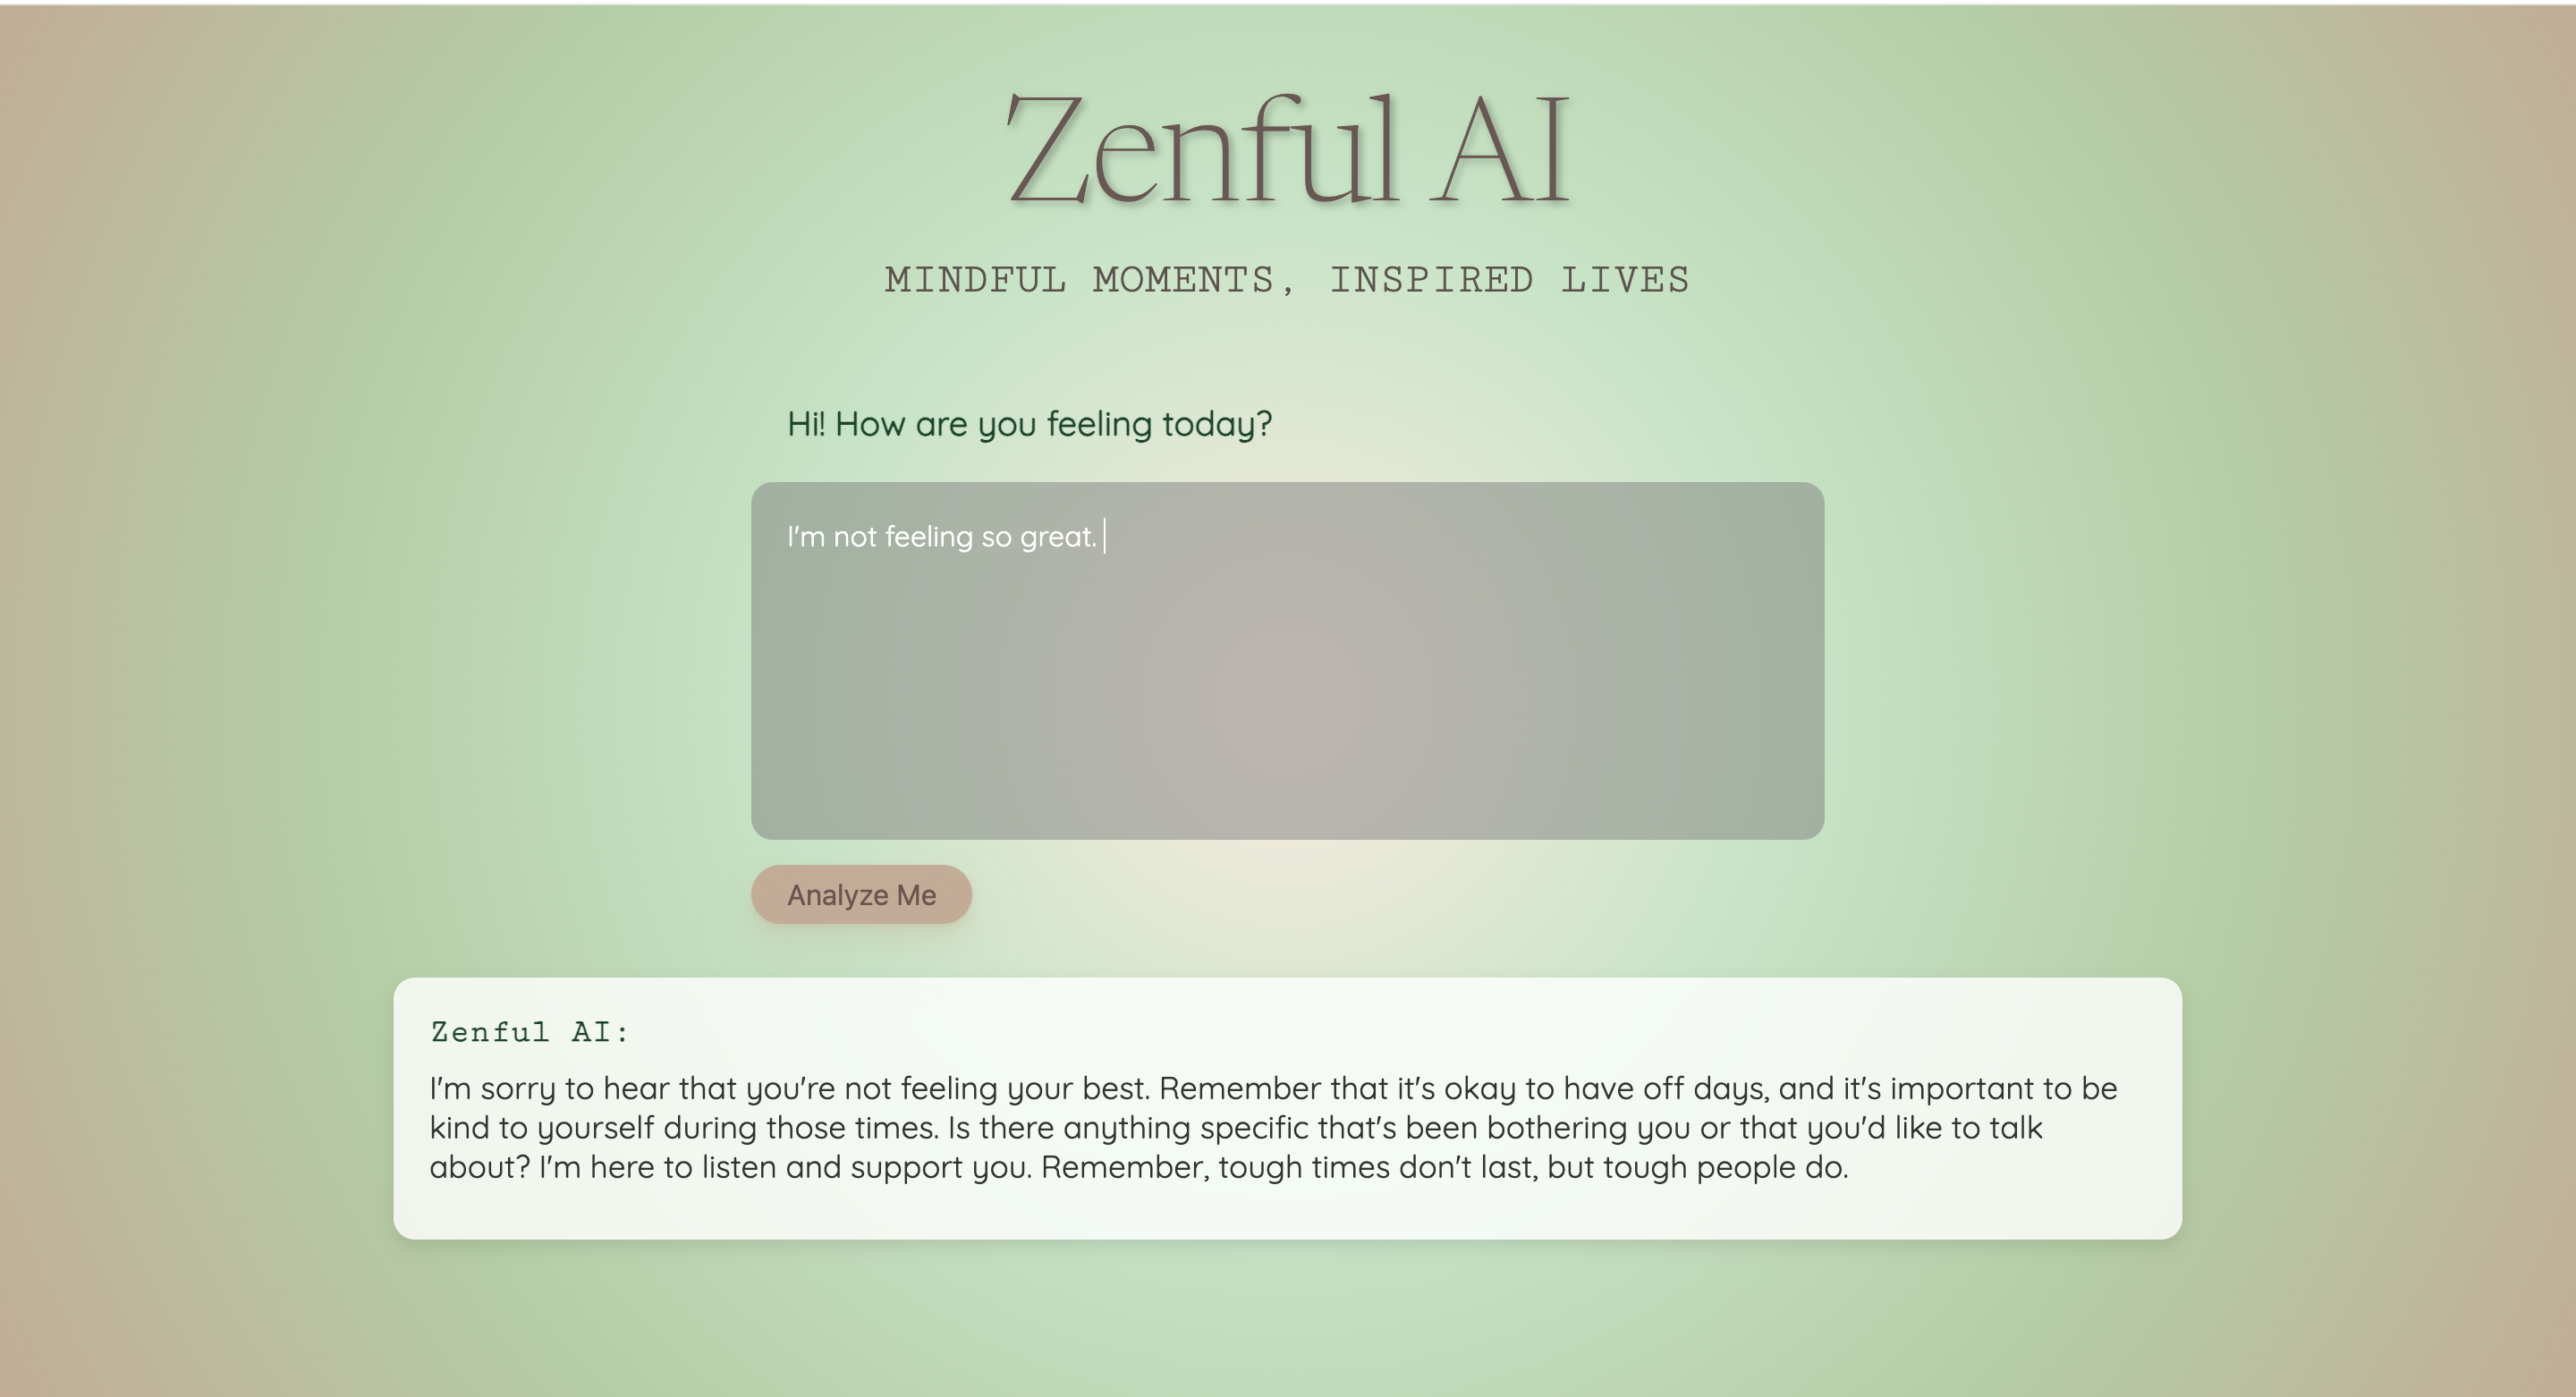 Zenful AI
MINDFUL MOMENTS, INSPIRED LIVES
Hi! How are you feeling today?
I'm not feeling so great.
Analyze Me
Zenful AI:
I'm sorry to hear that you're not feeling your best. Remember that it's okay to have off days, and it's important to be
kind to yourself during those times. Is there anything specific that's been bothering you or that you'd like to talk
about? I'm here to listen and support you. Remember, tough times don't last, but tough people do.